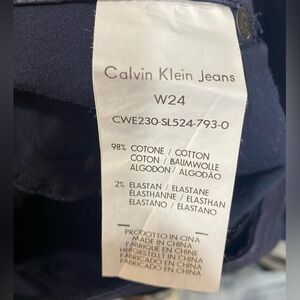 Calvin Klein Jeans
W24
CWE230-SL524-793-0
98% COTONE / COTTON
COTON / BAUMWOLLE
ALGODÓN / ALGODÃO
2% ELASTAN / ELASTANE
ELASTHANNE / ELASTHAN
ELASTANO / ELASTANO
PRODOTTO IN CINA
MADE IN CHINA
FABRIQUÉ EN CHINE
HERGESTELLT IN CHINA
FABRICADO EN CHINA
FABRICADO EM CHINA